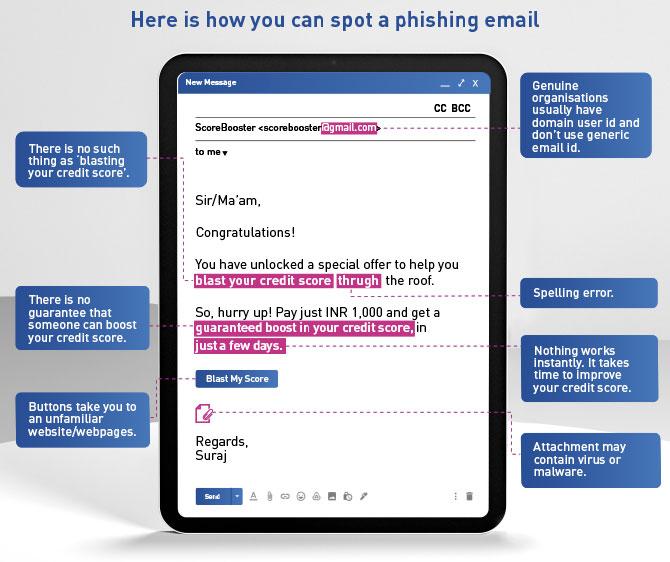 Here is how you can spot a phishing email
New Message
X
CC BCC
ScoreBooster <scorebooster@gmail.com>
to me
Sir/Ma'am,
Congratulations!
You have unlocked a special offer to help you
blast your credit score thrugh the roof.
So, hurry up! Pay just INR 1,000 and get a
guaranteed boost in your credit score, in
just a few days.
Blast My Score
Regards,
Suraj
Send
There is no such
thing as 'blasting
your credit score'.
There is no
guarantee that
someone can boost
your credit score.
Buttons take you to
an unfamiliar
website/webpages.
Genuine
organisations
usually have
domain user id and
don't use generic
email id.
Spelling error.
Nothing works
instantly. It takes
time to improve
your credit score.
Attachment may
contain virus or
malware.